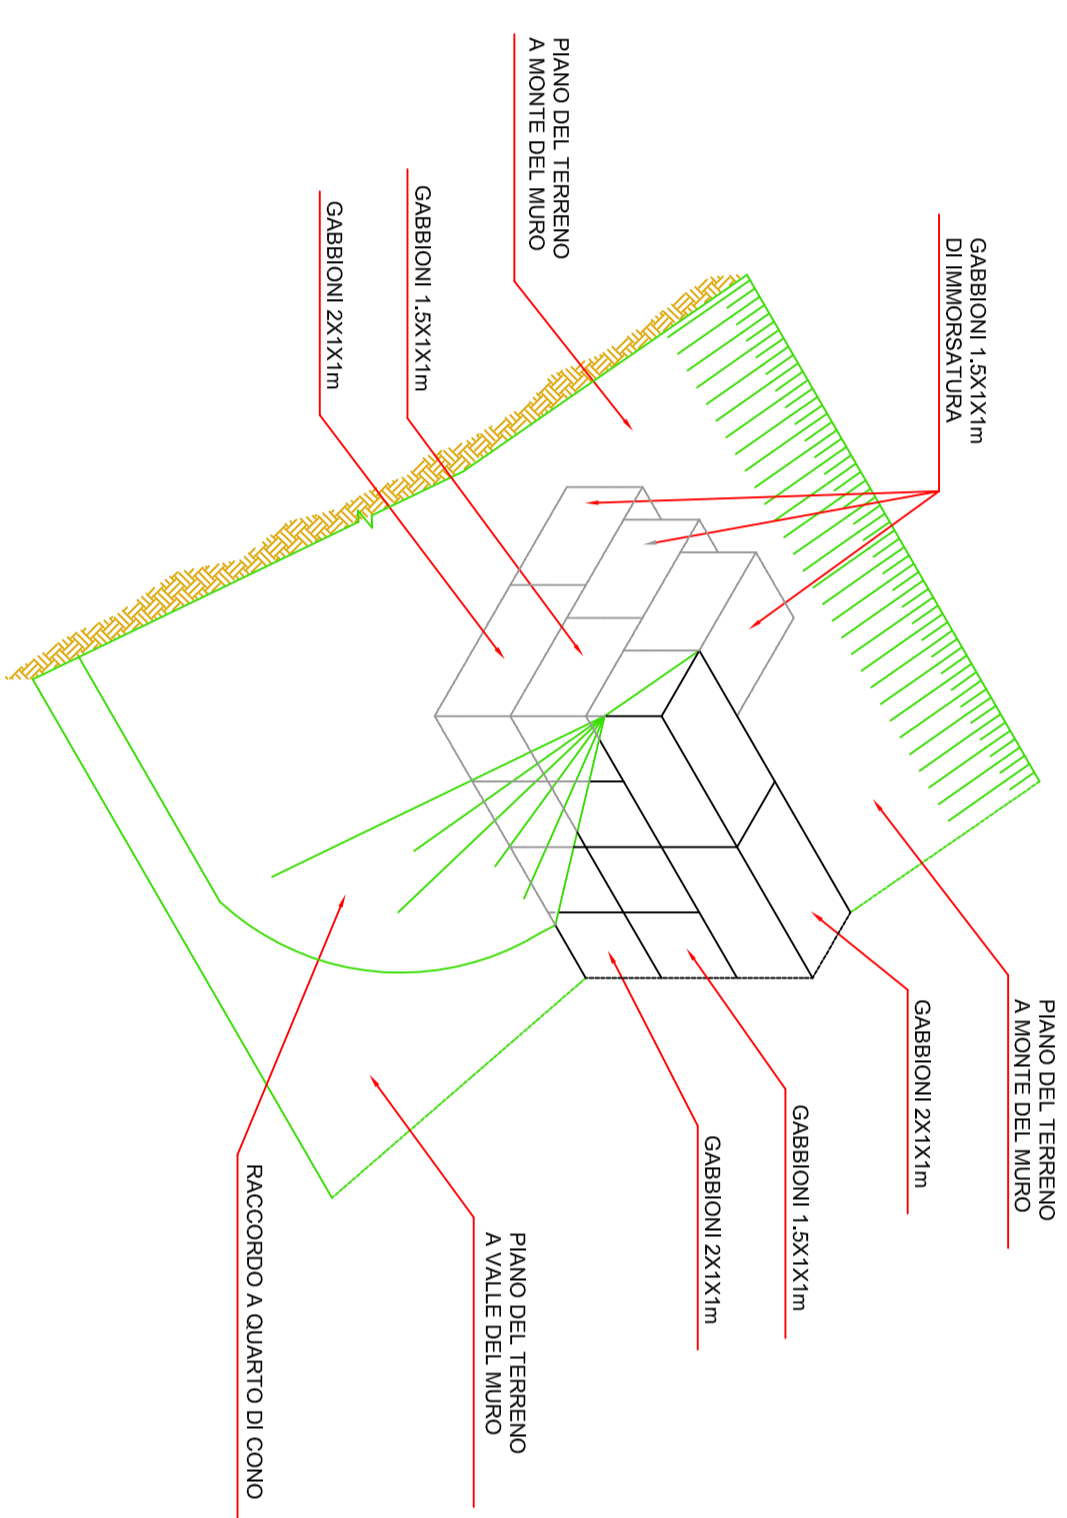 PIANO DEL TERRENO
A MONTE DEL MURO
GABBIONI 2X1X1m
GABBIONI 1.5X1X1m
GABBIONI 2X1X1m
PIANO DEL TERRENO
A VALLE DEL MURO
RACCORDO A QUARTO DI CONO
GABBIONI 1.5X1X1m
DI IMMORSATURA
PIANO DEL TERRENO
A MONTE DEL MURO
GABBIONI 1.5X1X1m
GABBIONI 2X1X1m